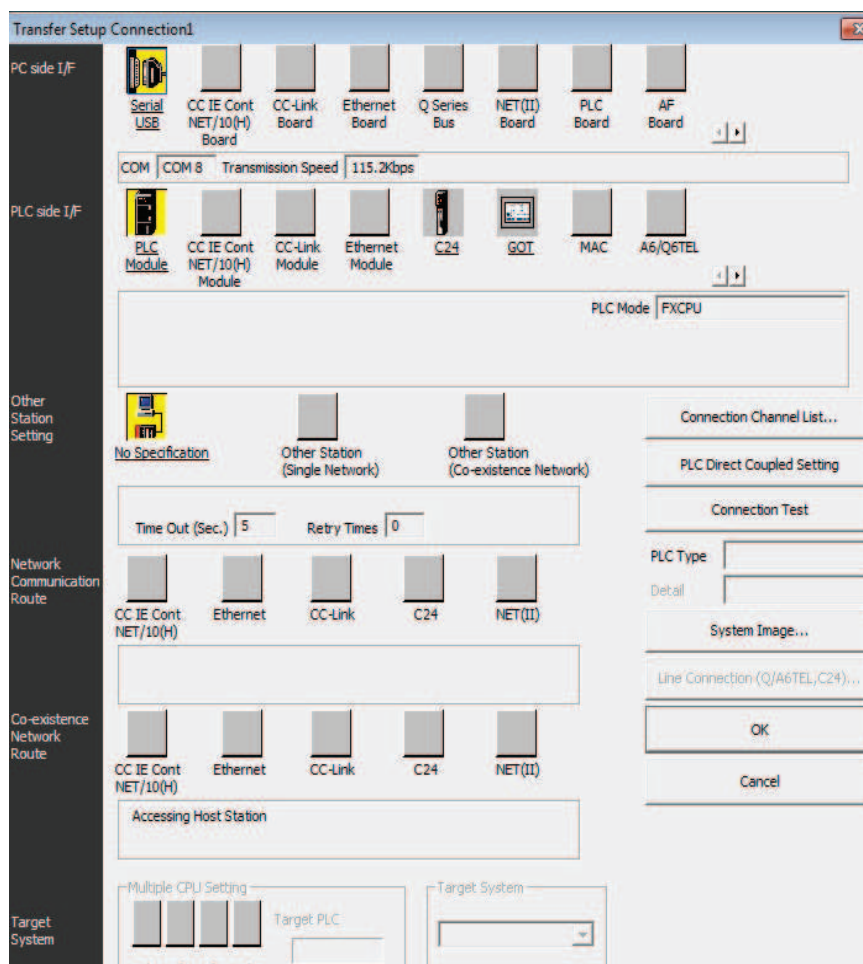 Transfer Setup Connection1
PC side I/F
Serial
USB
CC IE Cont
NET/10(H)
Board
CC-Link
Board
Ethernet
Board
Q Series
Bus
NET(II)
Board
PLC
Board
AF
Board
COM COM 8 Transmission Speed 115.2Kbps
PLC side I/F
PLC
Module
CC IE Cont
NET/10(H)
Module
CC-Link
Module
Ethernet
Module
C24
GOT
MAC
A6/Q6TEL
PLC Mode FXCPU
Other
Station
Setting
No Specification
Other Station
(Single Network)
Other Station
(Co-existence Network)
Time Out (Sec.) 5 Retry Times 0
Connection Channel List...
PLC Direct Coupled Setting
Connection Test
PLC Type
Detail
System Image...
Line Connection (Q/A6TEL,C24)...
OK
Cancel
Network
Communication
Route
CC IE Cont
NET/10(H)
Ethernet
CC-Link
C24
NET(II)
Co-existence
Network
Route
CC IE Cont
NET/10(H)
Ethernet
CC-Link
C24
NET(II)
Accessing Host Station
Target
System
Multiple CPU Setting
Target PLC
Target System